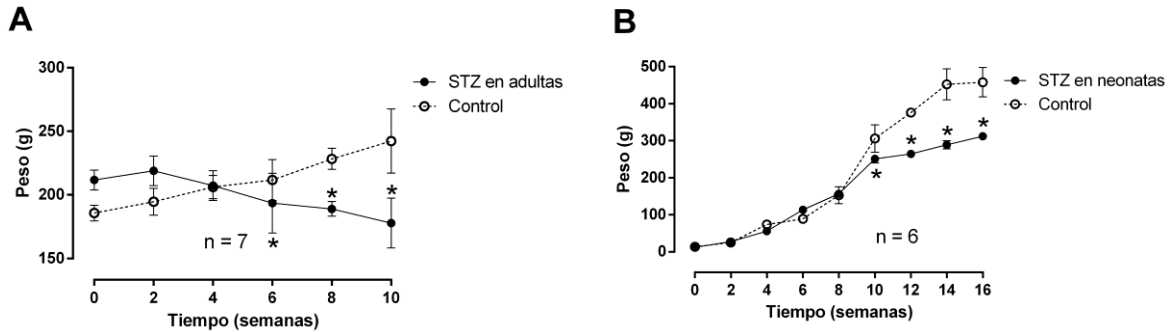 A
300
250
200
150
Peso (g)
STZ en adultas
Control
*
*
*
n = 7
0 2 4 6 8 10
Tiempo (semanas)
B
500
400
300
200
100
0
Peso (g)
STZ en neonatas
Control
*
*
*
*
n = 6
0 2 4 6 8 10 12 14 16
Tiempo (semanas)